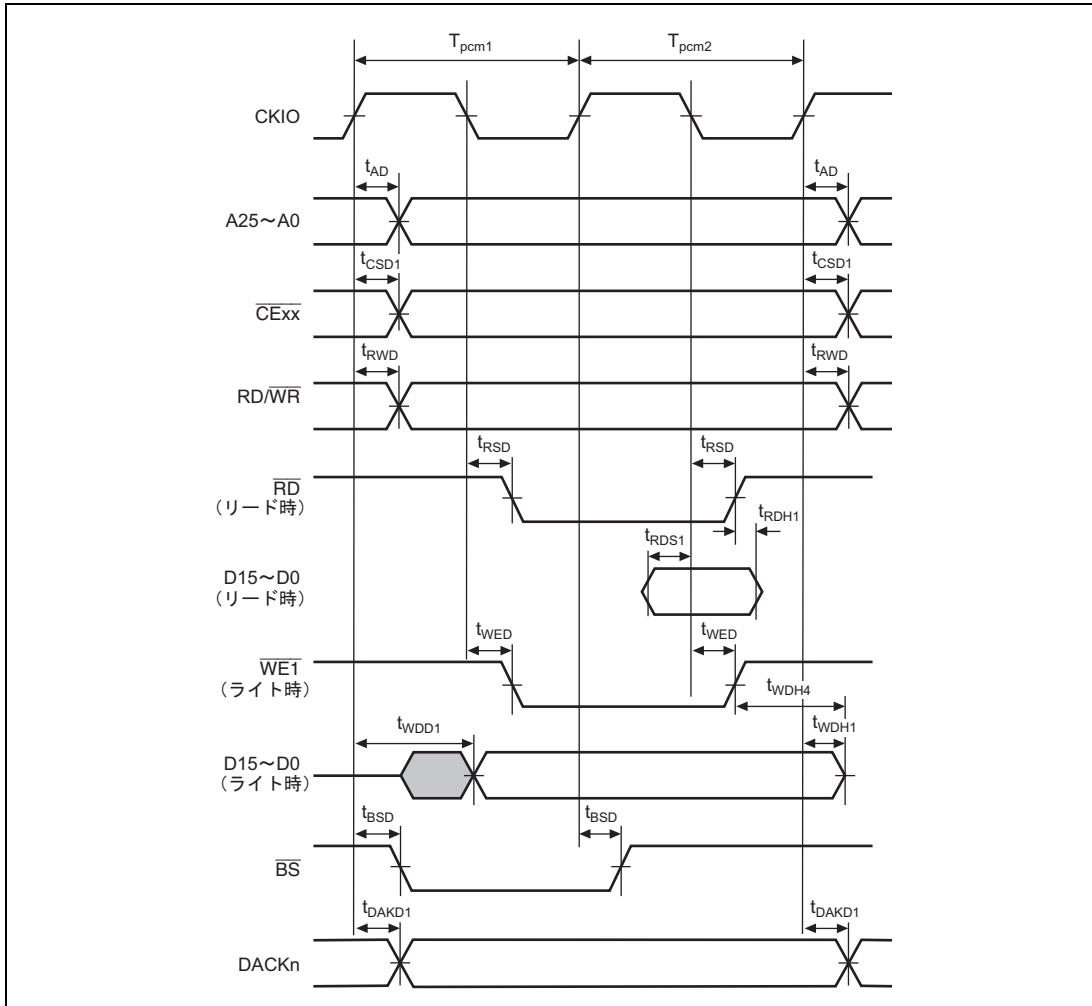 Tpcm1 Tpcm2
CKIO
tAD tAD
A25～A0
tCSD1 tCSD1
CExx
tRWD tRWD
RD/WR
tRSD tRSD
RD
（リード時）
tRDH1
tRDS1
D15～D0
（リード時）
tWED tWED
WE1
（ライト時）
tWDH4
tWDD1 tWDH1
D15～D0
（ライト時）
tBSD tBSD
BS
tDAKD1 tDAKD1
DACKn